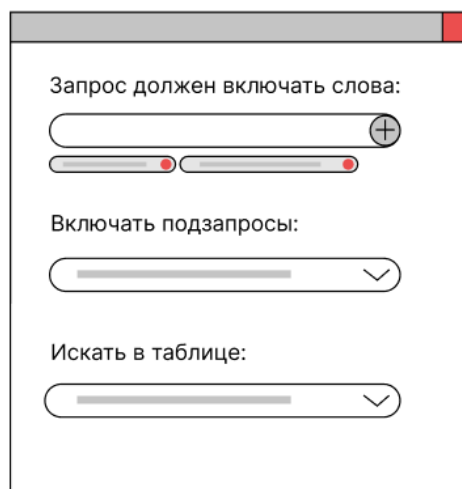 Запрос должен включать слова:
Включать подзапросы:
Искать в таблице: